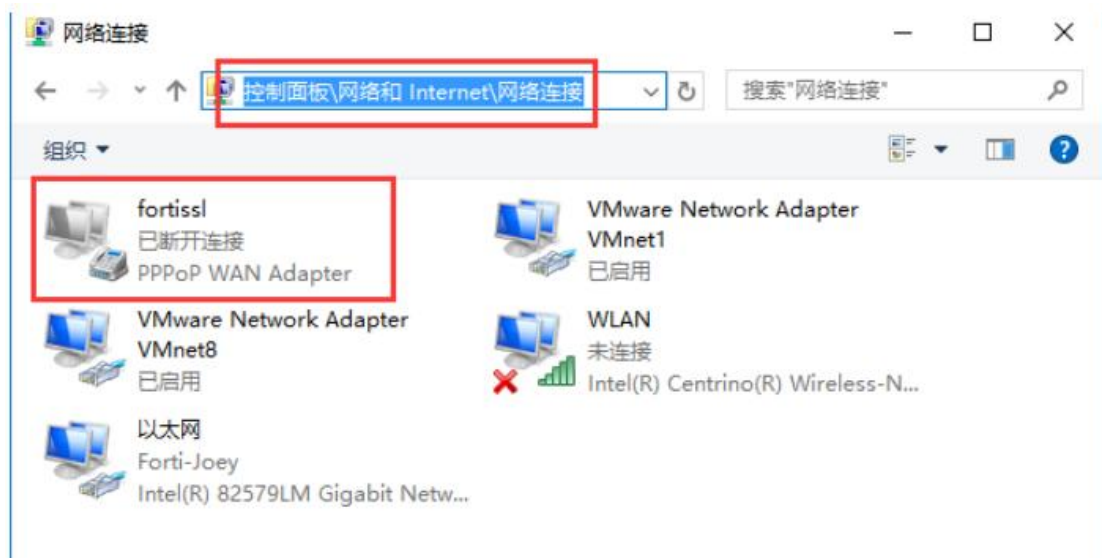 网络连接
控制面板\网络和 Internet\网络连接
搜索"网络连接"
组织
fortissl
已断开连接
PPPoP WAN Adapter
VMware Network Adapter
VMnet1
已启用
VMware Network Adapter
VMnet8
已启用
WLAN
未连接
Intel(R) Centrino(R) Wireless-N...
以太网
Forti-Joey
Intel(R) 82579LM Gigabit Netw...